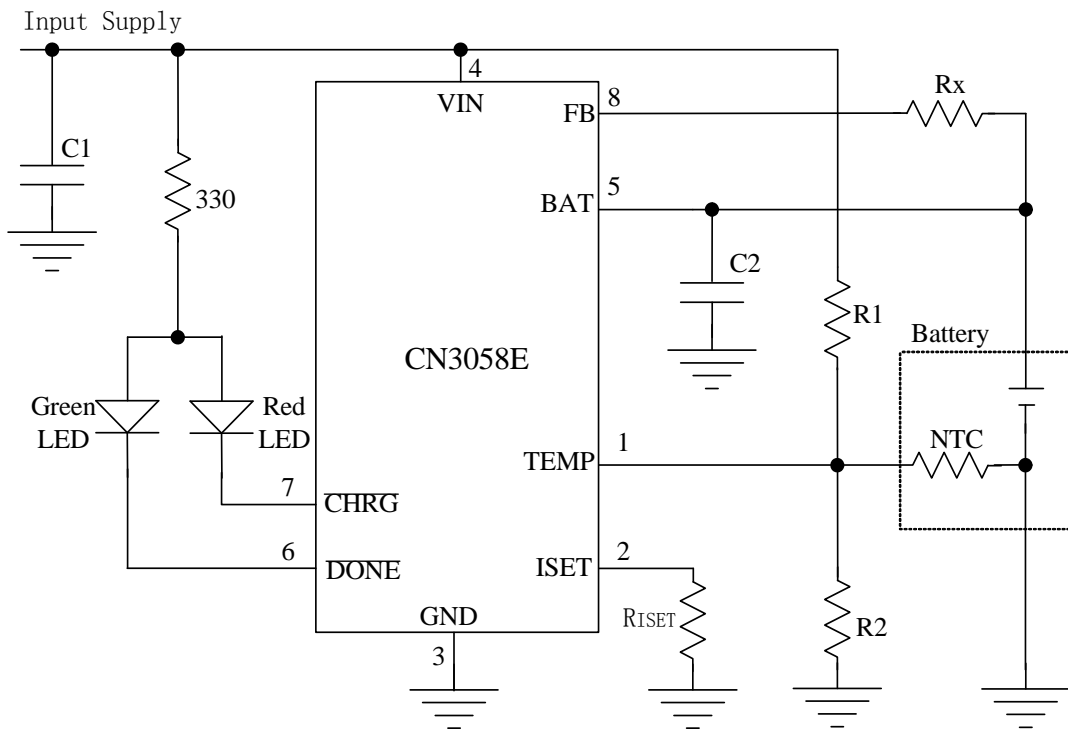 Input Supply
4
VIN
8
FB
Rx
C1
330
5
BAT
C2
R1
Battery
CN3058E
Green
LED
Red
LED
1
TEMP
NTC
7
CHRG
6
DONE
2
ISET
RISET
R2
GND
3